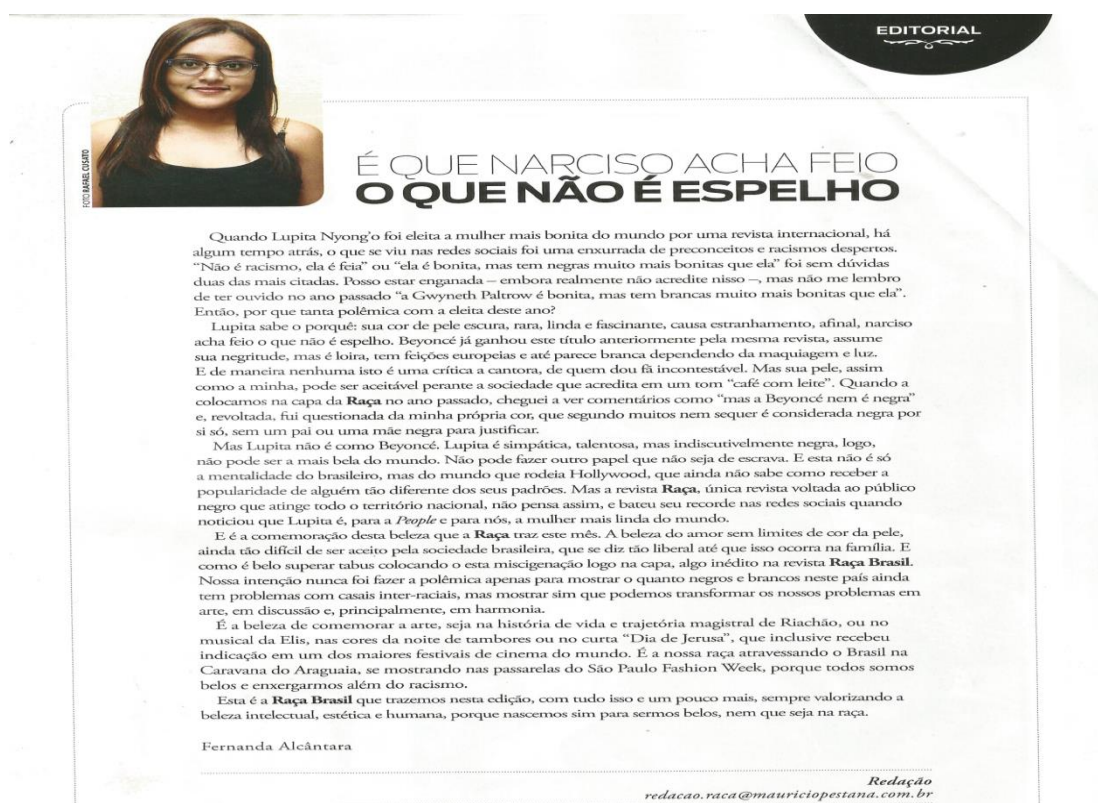 EDITORIAL
FOTO RAFAEL CUSATO
É QUE NARCISO ACHA FEIO
O QUE NÃO É ESPELHO
Quando Lupita Nyong’o foi eleita a mulher mais bonita do mundo por uma revista internacional, há
algum tempo atrás, o que se viu nas redes sociais foi uma enxurrada de preconceitos e racismos despertos.
“Não é racismo, ela é feia” ou “ela é bonita, mas tem negras muito mais bonitas que ela” foi sem dúvidas
duas das mais citadas. Posso estar enganada – embora realmente não acredite nisso –, mas não me lembro
de ter ouvido no ano passado “a Gwyneth Paltrow é bonita, mas tem brancas muito mais bonitas que ela”.
Então, por que tanta polêmica com a eleita deste ano?
Lupita sabe o porquê: sua cor de pele escura, rara, linda e fascinante, causa estranhamento, afinal, narciso
acha feio o que não é espelho. Beyoncé já ganhou este título anteriormente pela mesma revista, assume
sua negritude, mas é loira, tem feições europeias e até parece branca dependendo da maquiagem e luz.
E de maneira nenhuma isto é uma crítica a cantora, de quem dou fã incontestável. Mas sua pele, assim
como a minha, pode ser aceitável perante a sociedade que acredita em um tom “café com leite”. Quando a
colocamos na capa da Raça no ano passado, cheguei a ver comentários como “mas a Beyoncé nem é negra”
e, revoltada, fui questionada da minha própria cor, que segundo muitos nem sequer é considerada negra por
si só, sem um pai ou uma mãe negra para justificar.
Mas Lupita não é como Beyoncé. Lupita é simpática, talentosa, mas indiscutivelmente negra, logo,
não pode ser a mais bela do mundo. Não pode fazer outro papel que não seja de escrava. E esta não é só
a mentalidade do brasileiro, mas do mundo que rodeia Hollywood, que ainda não sabe como receber a
popularidade de alguém tão diferente dos seus padrões. Mas a revista Raça, única revista voltada ao público
negro que atinge todo o território nacional, não pensa assim, e bateu seu recorde nas redes sociais quando
noticiou que Lupita é, para a People e para nós, a mulher mais linda do mundo.
E é a comemoração desta beleza que a Raça traz este mês. A beleza do amor sem limites de cor da pele,
ainda tão difícil de ser aceito pela sociedade brasileira, que se diz tão liberal até que isso ocorra na família. E
como é belo superar tabus colocando o esta miscigenação logo na capa, algo inédito na revista Raça Brasil.
Nossa intenção nunca foi fazer a polêmica apenas para mostrar o quanto negros e brancos neste país ainda
tem problemas com casais inter-raciais, mas mostrar sim que podemos transformar os nossos problemas em
arte, em discussão e, principalmente, em harmonia.
É a beleza de comemorar a arte, seja na história de vida e trajetória magistral de Riachão, ou no
musical da Elis, nas cores da noite de tambores ou no curta “Dia de Jerusa”, que inclusive recebeu
indicação em um dos maiores festivais de cinema do mundo. É a nossa raça atravessando o Brasil na
Caravana do Araguaia, se mostrando nas passarelas do São Paulo Fashion Week, porque todos somos
belos e enxergarmos além do racismo.
Esta é a Raça Brasil que trazemos nesta edição, com tudo isso e um pouco mais, sempre valorizando a
beleza intelectual, estética e humana, porque nascemos sim para sermos belos, nem que seja na raça.
Fernanda Alcântara
Redação
redacao.raca@mauriciopestana.com.br